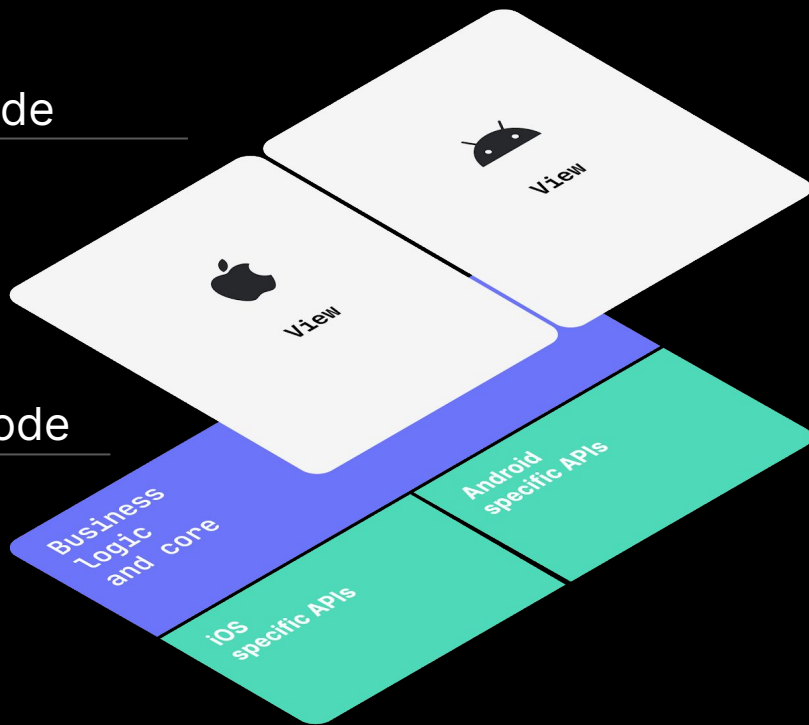 de
View
View
ode
Business
logic
and core
Android
specific APIs
iOS
specific APIs